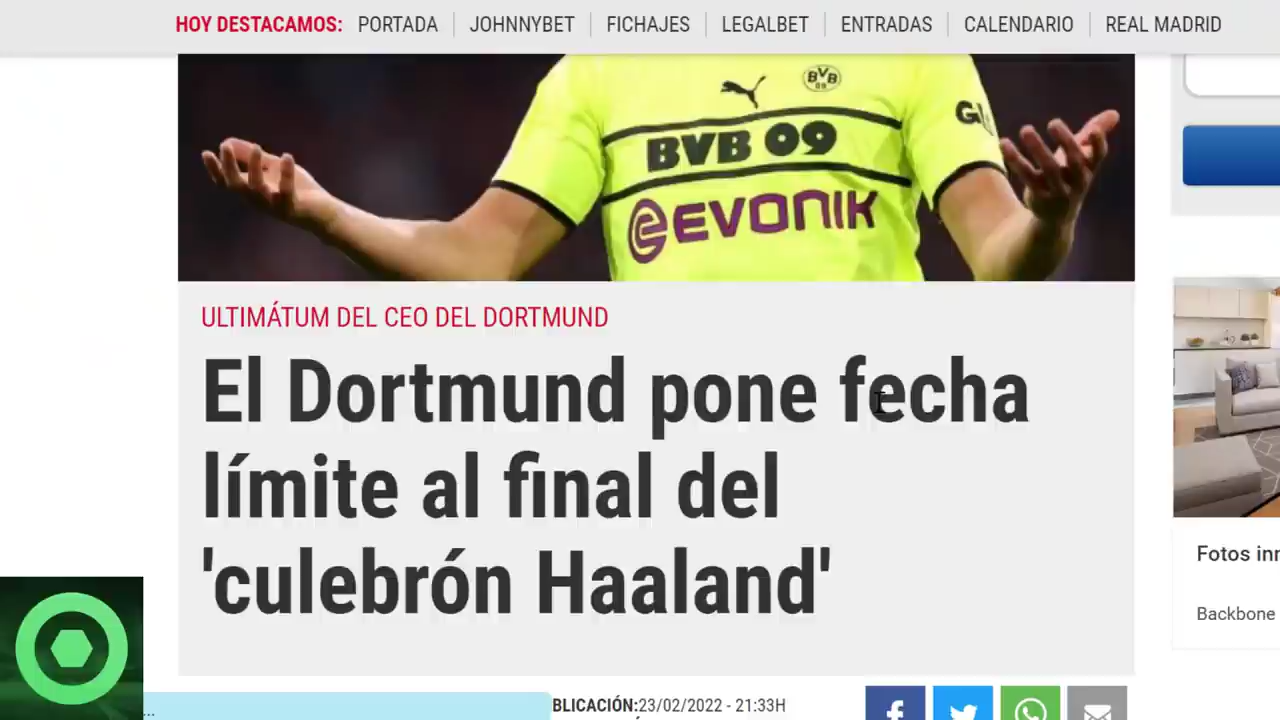 HOY DESTACAMOS: PORTADA JOHNNYBET FICHAJES LEGALBET ENTRADAS CALENDARIO REAL MADRID
BVB
09
BVB 09
EVONIK
ULTIMÁTUM DEL CEO DEL DORTMUND
El Dortmund pone fecha
límite al final del
'culebrón Haaland'
Backbone
BLICACIÓN:23/02/2022 - 21:33H
...